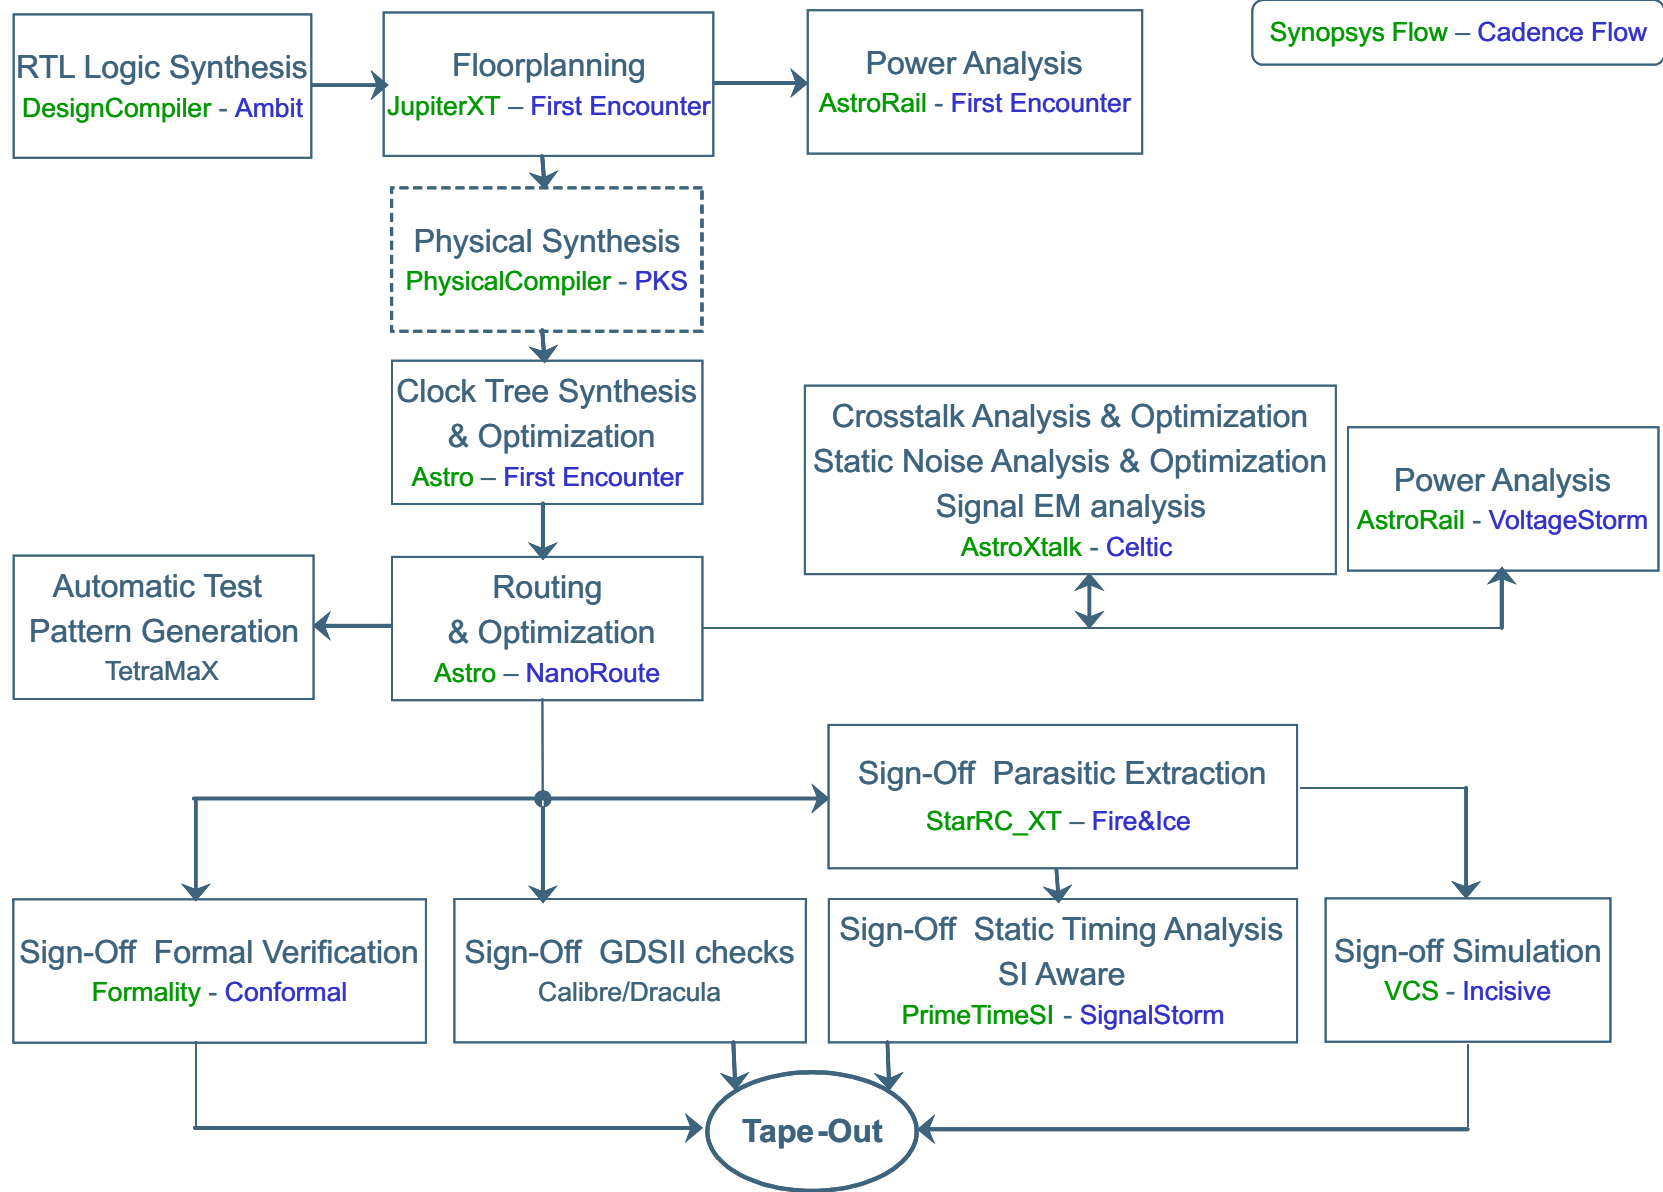 Synopsys Flow – Cadence Flow
RTL Logic Synthesis
DesignCompiler - Ambit
Floorplanning
JupiterXT – First Encounter
Power Analysis
AstroRail - First Encounter
Physical Synthesis
PhysicalCompiler - PKS
Clock Tree Synthesis
& Optimization
Astro – First Encounter
Crosstalk Analysis & Optimization
Static Noise Analysis & Optimization
Signal EM analysis
AstroXtalk - Celtic
Power Analysis
AstroRail - VoltageStorm
Automatic Test
Pattern Generation
TetraMaX
Routing
& Optimization
Astro – NanoRoute
Sign-Off Parasitic Extraction
StarRC_XT – Fire&Ice
Sign-Off Formal Verification
Formality - Conformal
Sign-Off GDSII checks
Calibre/Dracula
Sign-Off Static Timing Analysis
SI Aware
PrimeTimeSI - SignalStorm
Sign-off Simulation
VCS - Incisive
Tape-Out